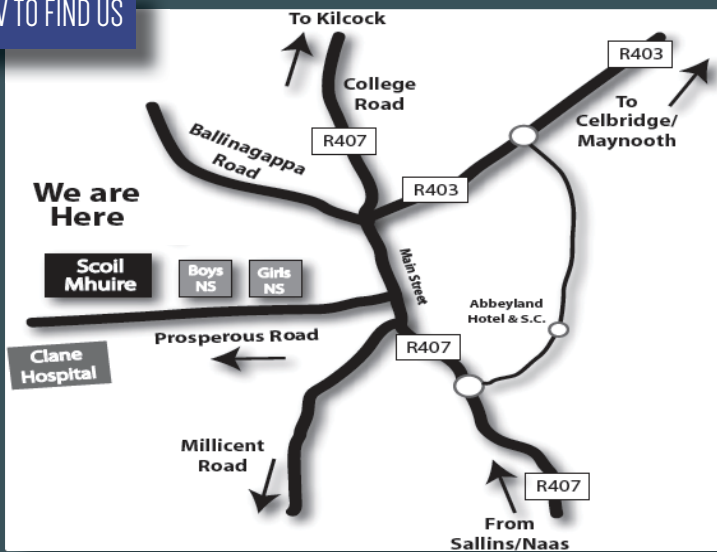 TO FIND US
To Kilcock
R403
College
Road
To
Celbridge/
Maynooth
Ballinagappa
Road
R407
We are
Here
R403
Scoil
Mhuire
Boys
NS
Girls
NS
Main Street
Abbeyland
Hotel & S.C.
Prosperous Road
R407
Clane
Hospital
Millicent
Road
R407
From
Sallins/Naas